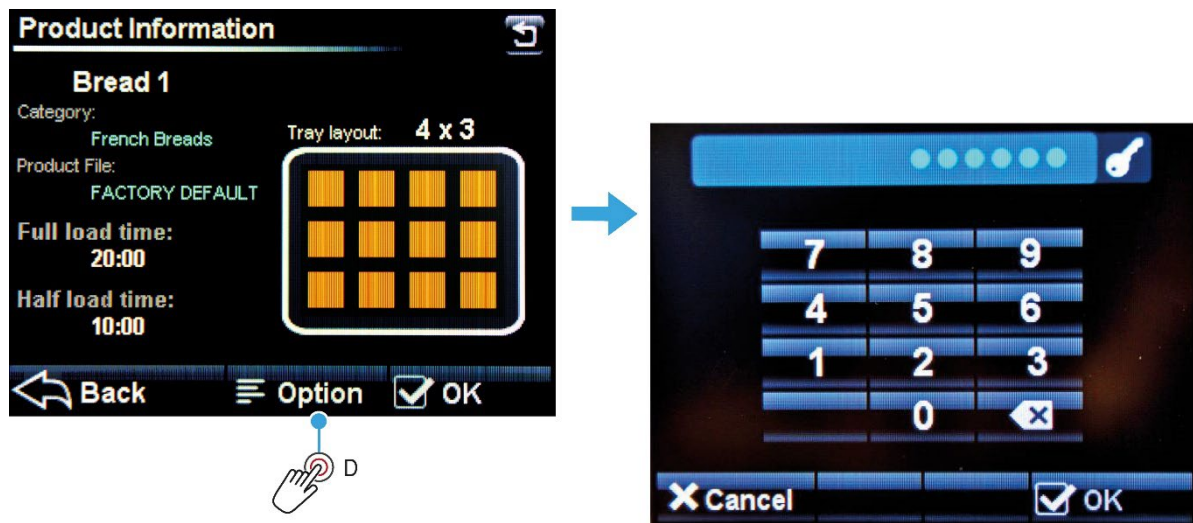 Product Information
Bread 1
Category:
French Breads
Product File:
FACTORY DEFAULT
Full load time:
20:00
Half load time:
10:00
Tray layout: 4 x 3
Back Option OK
D
7 8 9
4 5 6
1 2 3
0
Cancel OK